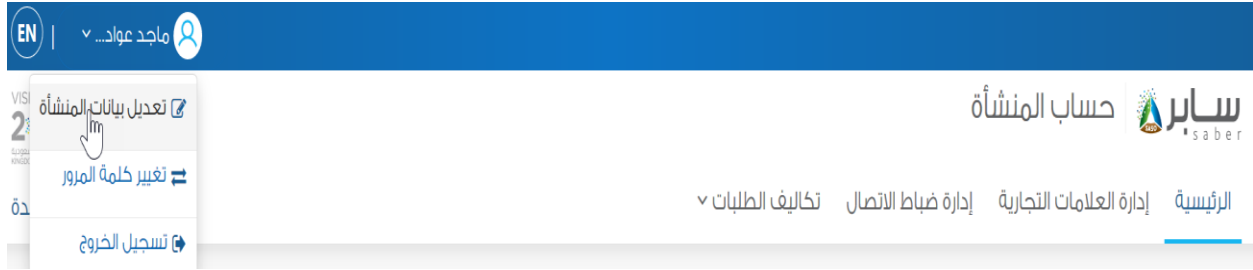 ماجد عواد...
EN
سابر
saber
SASO
حساب المنشأة
تعديل بيانات المنشأة
تغيير كلمة المرور
تسجيل الخروج
الرئيسية
إدارة العلامات التجارية
إدارة ضباط الاتصال
تكاليف الطلبات